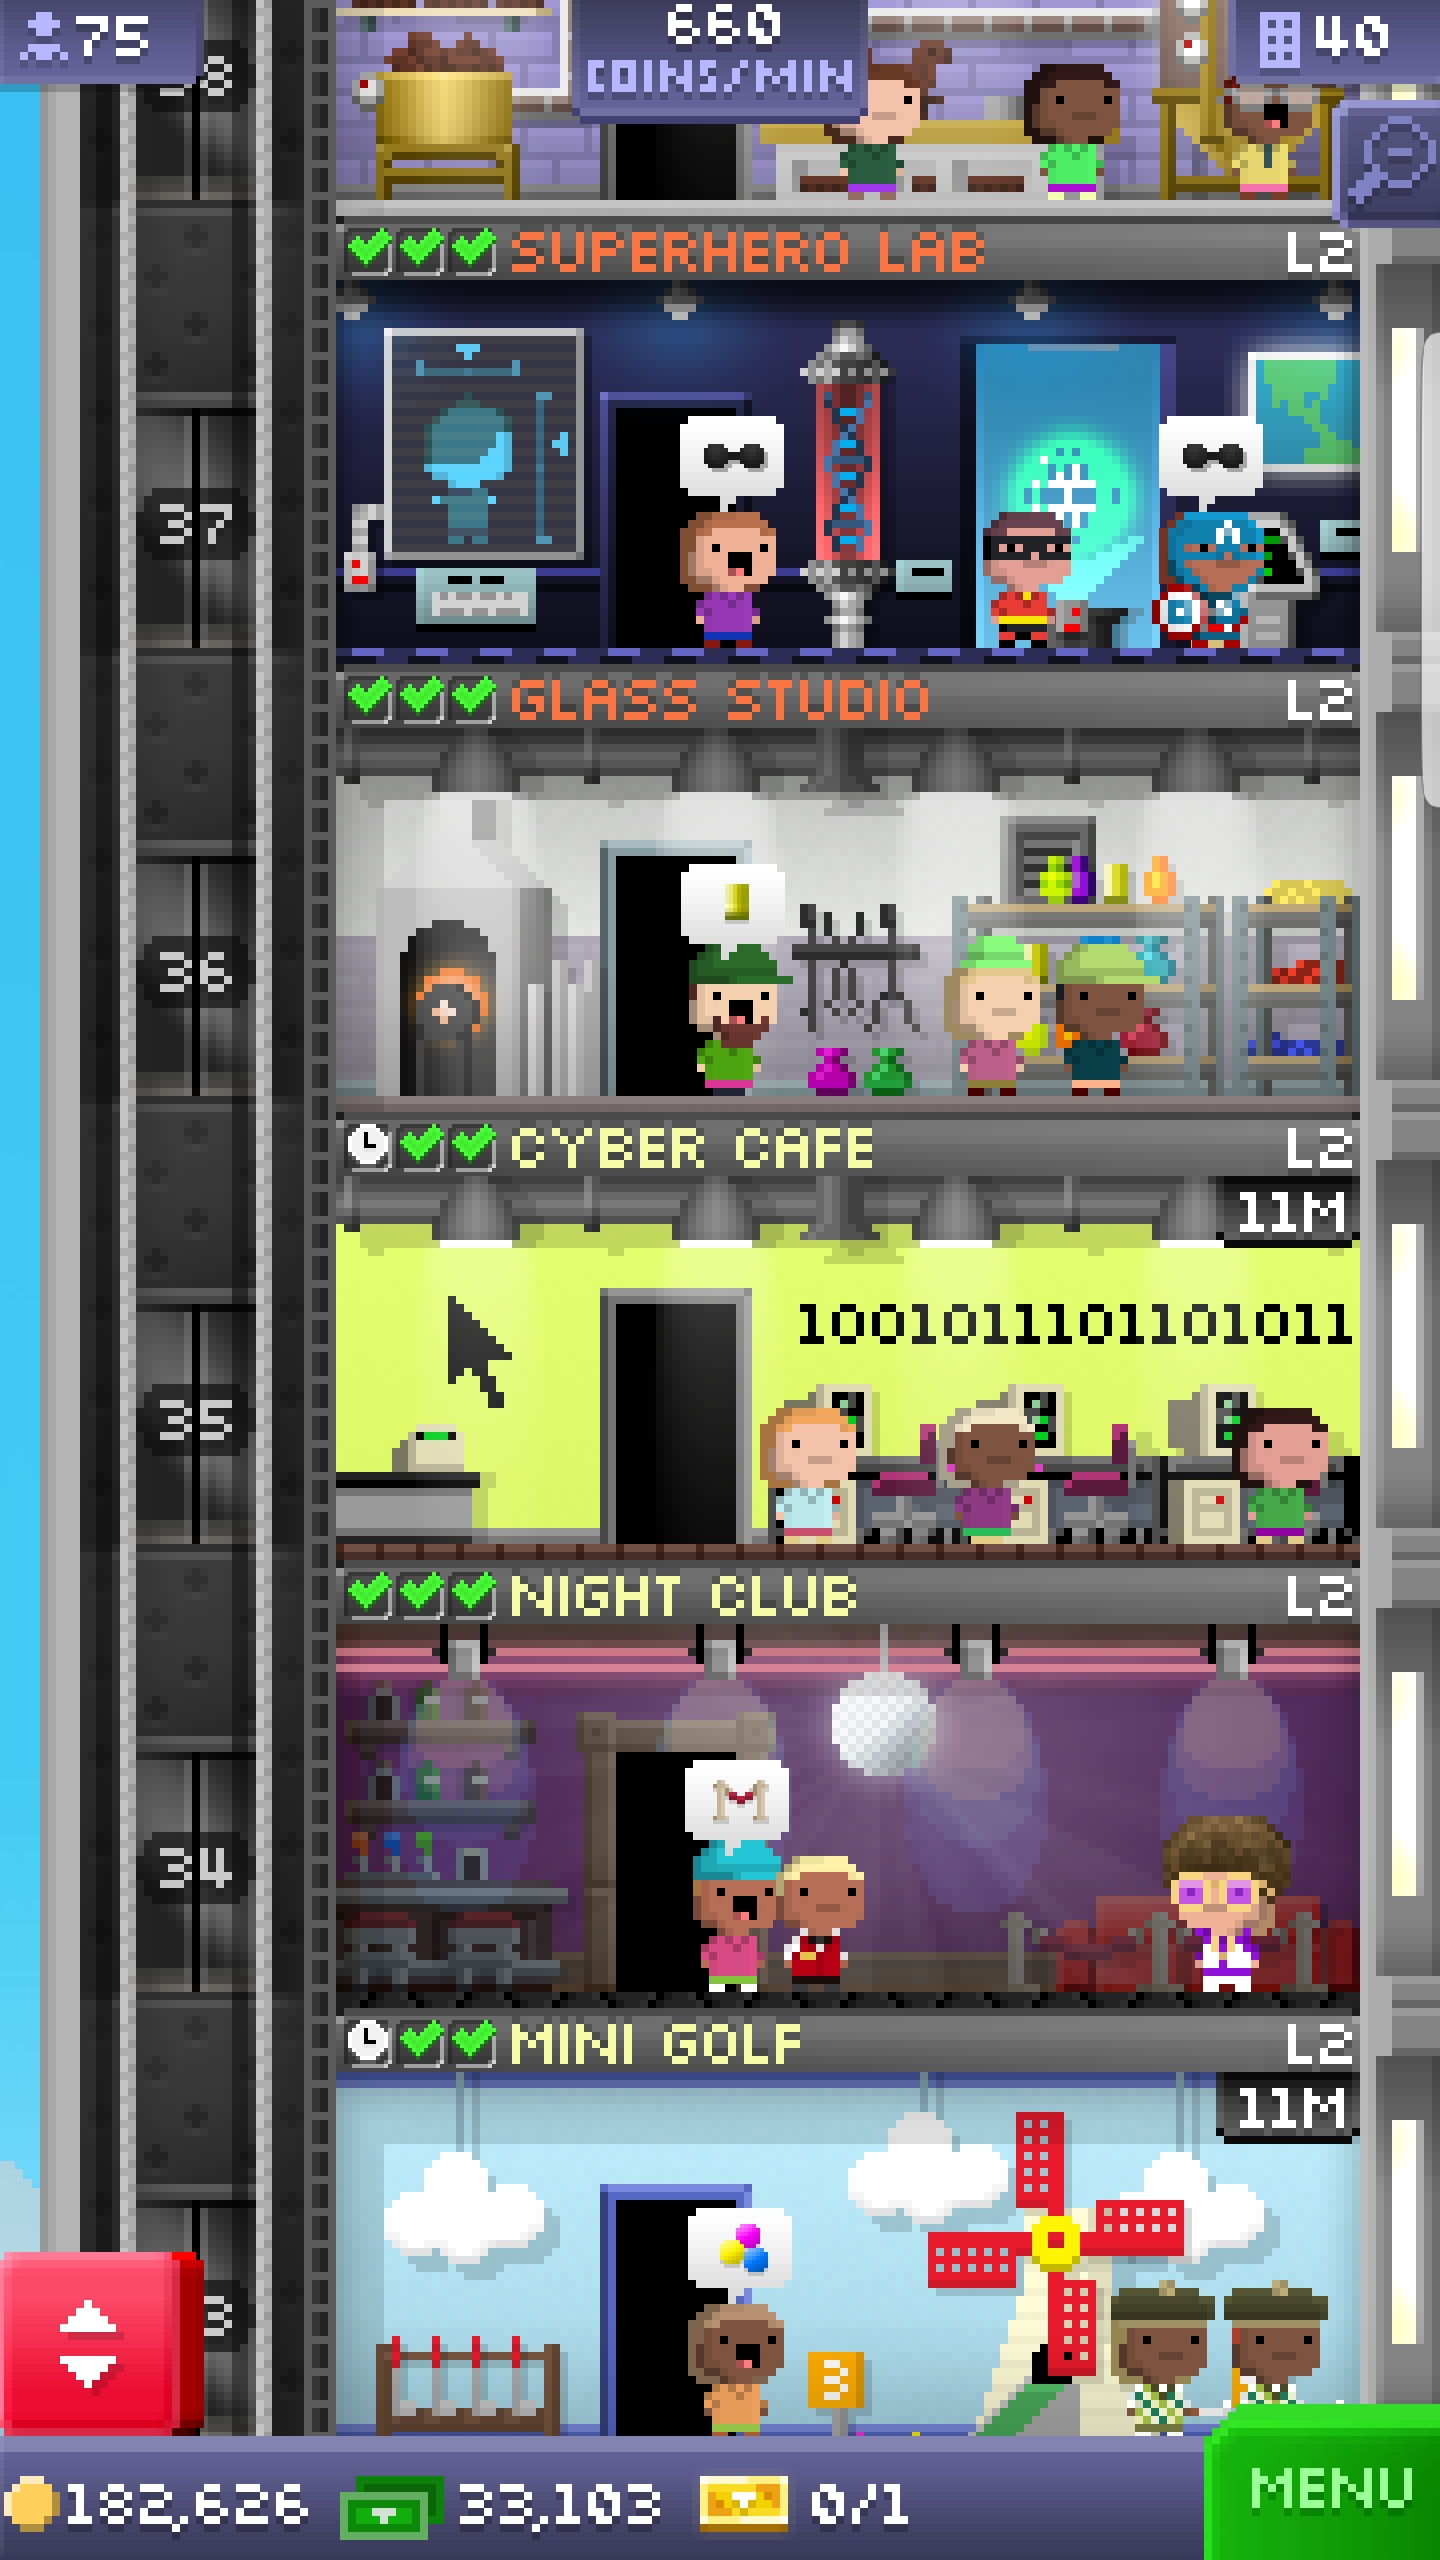 75
660
COINS/MIN
40
SUPERHERO LAB L2
37
GLASS STUDIO L2
36
CYBER CAFE L2
11M
1001011101101011
35
NIGHT CLUB L2
34
MINI GOLF L2
11M
3
182,626 33,103 0/1
MENU